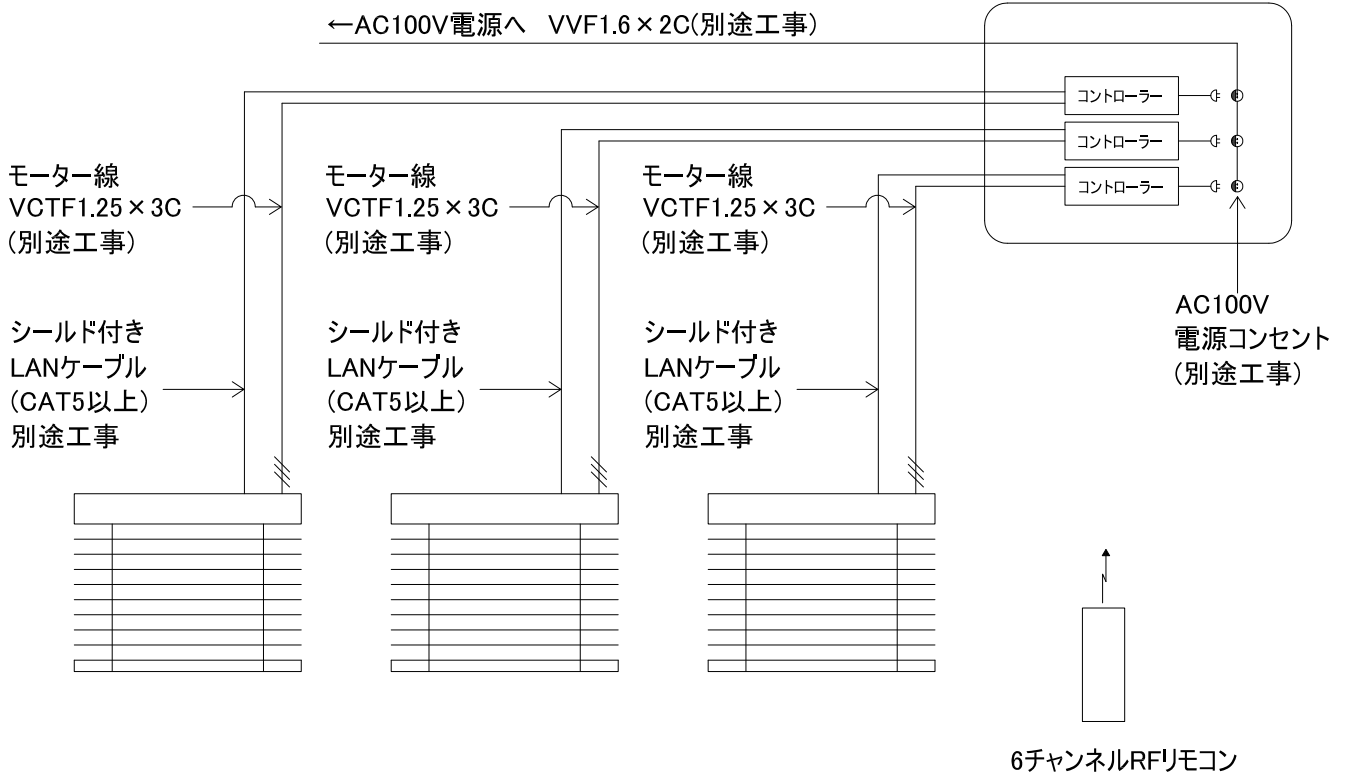 ←AC100V電源へ　VVF1.6×2C(別途工事)
コントローラー
コントローラー
コントローラー
モーター線
VCTF1.25×3C
(別途工事)
モーター線
VCTF1.25×3C
(別途工事)
モーター線
VCTF1.25×3C
(別途工事)
シールド付き
LANケーブル
(CAT5以上)
別途工事
シールド付き
LANケーブル
(CAT5以上)
別途工事
シールド付き
LANケーブル
(CAT5以上)
別途工事
AC100V
電源コンセント
(別途工事)
6チャンネルRFリモコン